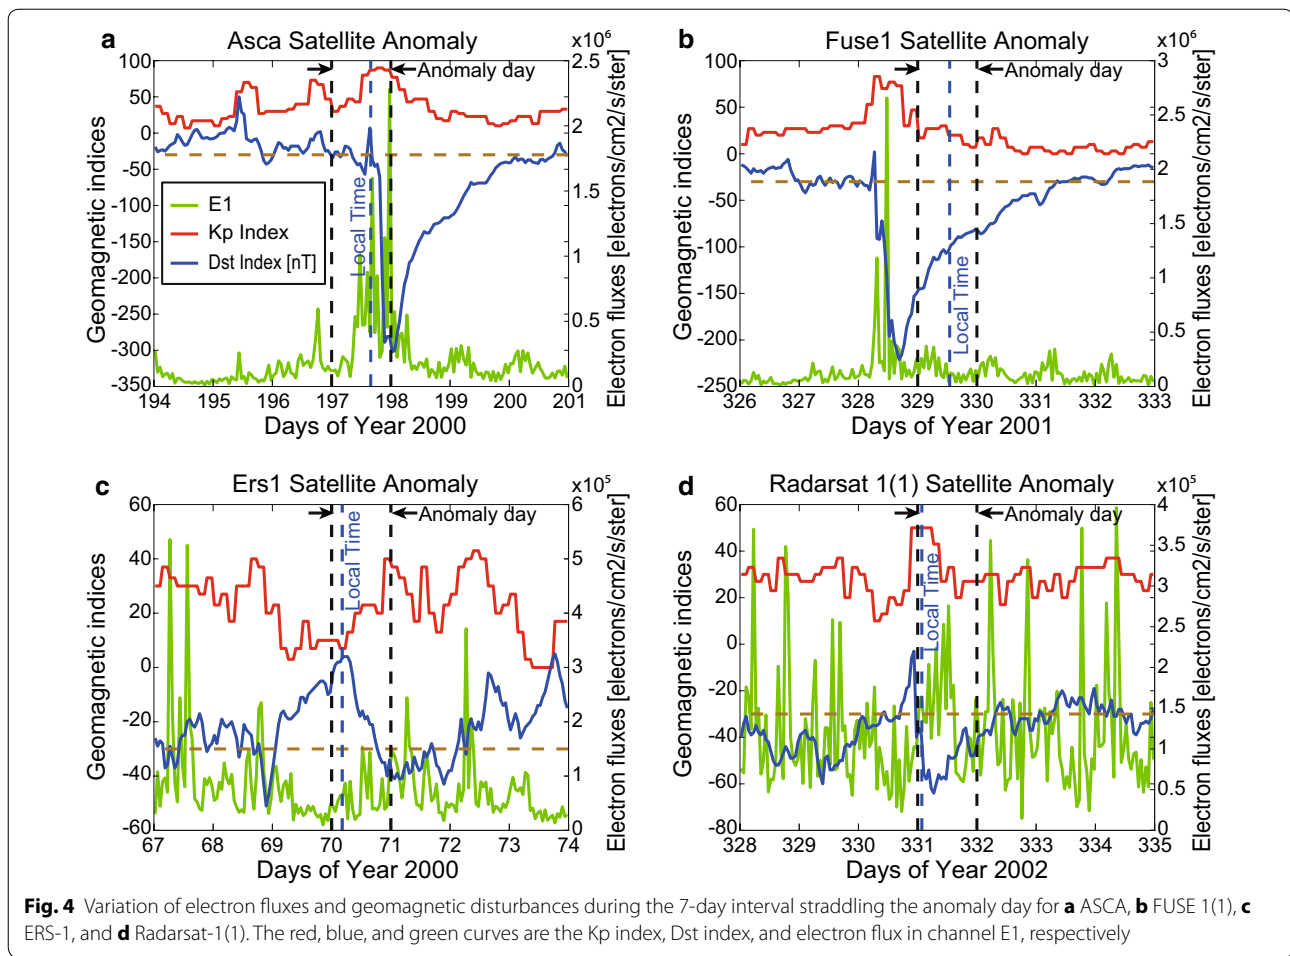 a Asca Satellite Anomaly x10⁶
100
50
0
-50
-100
-150
-200
-250
-300
-350
Geomagnetic indices
Anomaly day
Local Time
E1
Kp Index
Dst Index [nT]
2.5
2
1.5
1
0.5
0
Electron fluxes [electrons/cm2/s/ster]
194 195 196 197 198 199 200 201
Days of Year 2000
b Fuse1 Satellite Anomaly x10⁶
100
50
0
-50
-100
-150
-200
-250
Geomagnetic indices
Anomaly day
Local Time
3
2.5
2
1.5
1
0.5
0
Electron fluxes [electrons/cm2/s/ster]
326 327 328 329 330 331 332 333
Days of Year 2001
c Ers1 Satellite Anomaly x10⁵
60
40
20
0
-20
-40
-60
Geomagnetic indices
Anomaly day
Local Time
6
5
4
3
2
1
0
Electron fluxes [electrons/cm2/s/ster]
67 68 69 70 71 72 73 74
Days of Year 2000
d Radarsat 1(1) Satellite Anomaly x10⁵
60
40
20
0
-20
-40
-60
-80
Geomagnetic indices
Anomaly day
Local Time
4
3.5
3
2.5
2
1.5
1
0.5
0
Electron fluxes [electrons/cm2/s/ster]
328 329 330 331 332 333 334 335
Days of Year 2002
Fig. 4 Variation of electron fluxes and geomagnetic disturbances during the 7-day interval straddling the anomaly day for a ASCA, b FUSE 1(1), c
ERS-1, and d Radarsat-1(1). The red, blue, and green curves are the Kp index, Dst index, and electron flux in channel E1, respectively